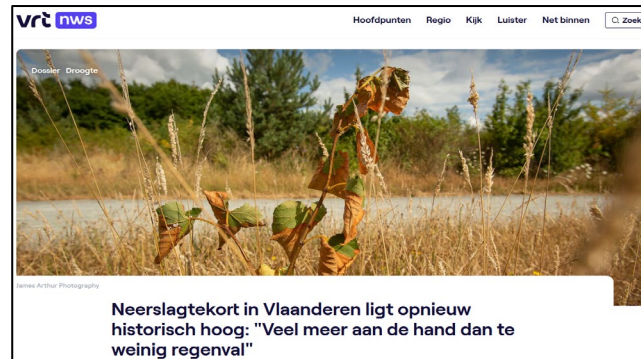 vrt nws
Hoofdpunten Regio Kijk Luister Net binnen Zoek
Dossier Droogte
James Arthur Photography
Neerslagtekort in Vlaanderen ligt opnieuw
historisch hoog: "Veel meer aan de hand dan te
weinig regenval"